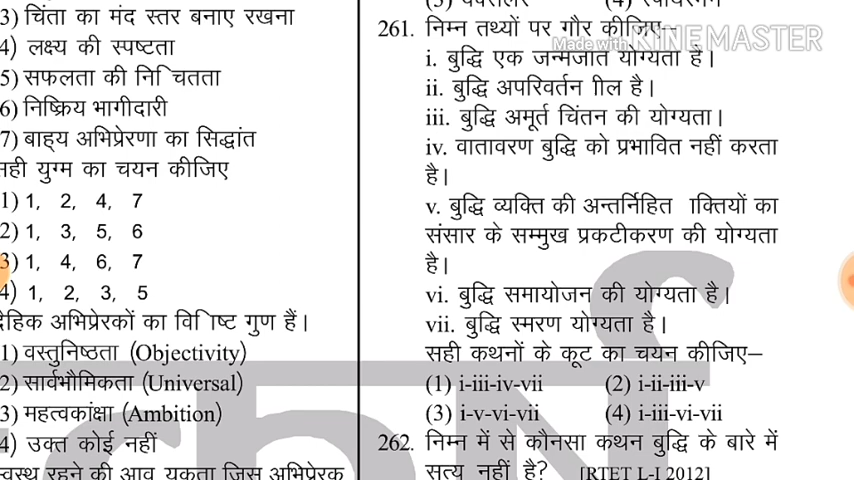 3) चिंता का मंद स्तर बनाए रखना
4) लक्ष्य की स्पष्टता
5) सफलता की नि चितता
6) निष्क्रिय भागीदारी
7) बाह्य अभिप्रेरणा का सिद्धांत
सही युग्म का चयन कीजिए
1) 1, 2, 4, 7
2) 1, 3, 5, 6
3) 1, 4, 6, 7
4) 1, 2, 3, 5
दैहिक अभिप्रेरकों का वि िाष्ट गुण हैं।
1) वस्तुनिष्ठता (Objectivity)
2) सार्वभौमिकता (Universal)
3) महत्वकांक्षा (Ambition)
4) उक्त कोई नहीं
स्वस्थ रहने की आव यकता जिस अभिप्रेरक
261. निम्न तथ्यों पर गौर कीजिए–
Made with KINEMASTER
i. बुद्धि एक जन्मजात योग्यता है।
ii. बुद्धि अपरिवर्तन ाील है।
iii. बुद्धि अमूर्त चिंतन की योग्यता।
iv. वातावरण बुद्धि को प्रभावित नहीं करता
है।
v. बुद्धि व्यक्ति की अन्तर्निहित ाक्तियों का
संसार के सम्मुख प्रकटीकरण की योग्यता
है।
vi. बुद्धि समायोजन की योग्यता है।
vii. बुद्धि स्मरण योग्यता है।
सही कथनों के कूट का चयन कीजिए–
(1) i-iii-iv-vii (2) i-ii-iii-v
(3) i-v-vi-vii (4) i-iii-vi-vii
262. निम्न में से कौनसा कथन बुद्धि के बारे में
सत्य नहीं है? [RTET L-I 2012]